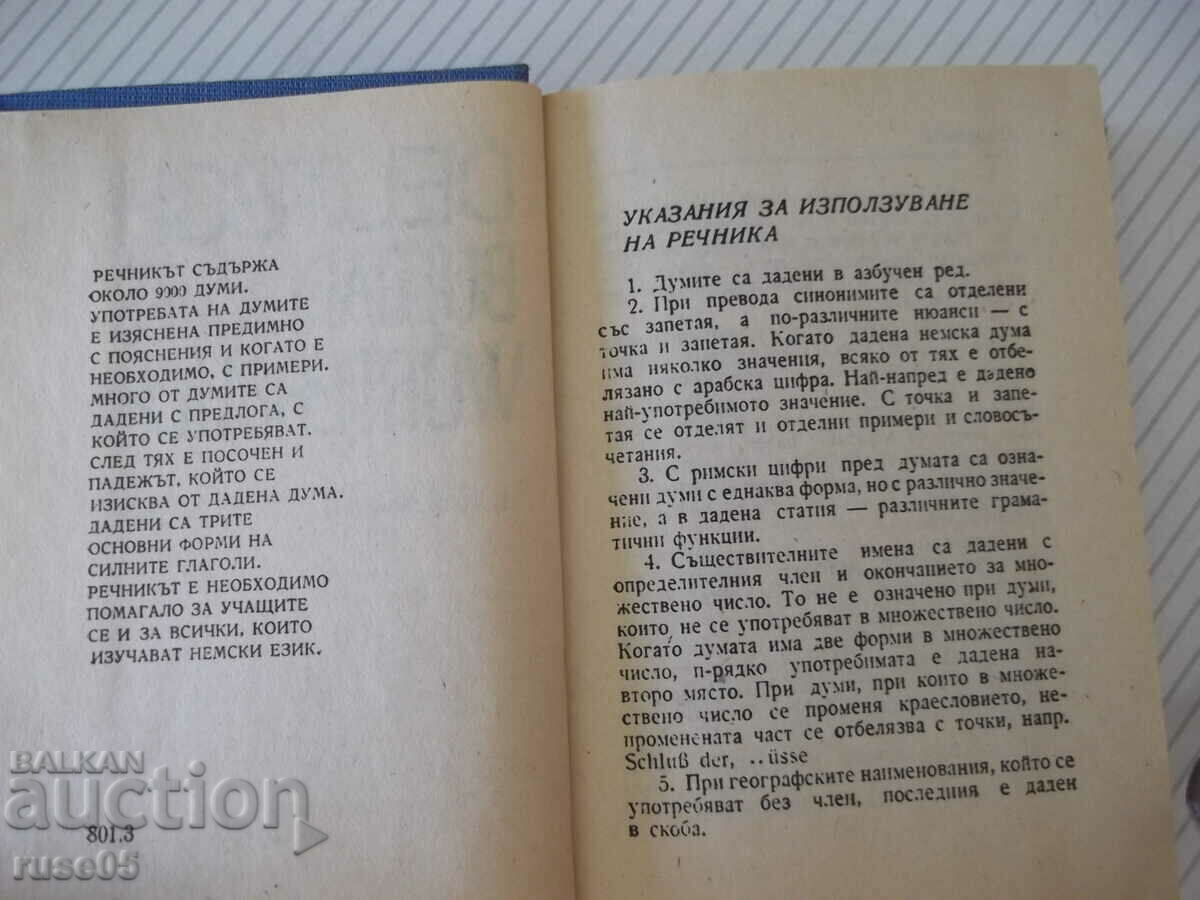 РЕЧНИКЪТ СЪДЪРЖА
ОКОЛО 9000 ДУМИ.
УПОТРЕБАТА НА ДУМИТЕ
Е ИЗЯСНЕНА ПРЕДИМНО
С ПОЯСНЕНИЯ И КОГАТО Е
НЕОБХОДИМО, С ПРИМЕРИ.
МНОГО ОТ ДУМИТЕ СА
ДАДЕНИ С ПРЕДЛОГА, С
КОЙТО СЕ УПОТРЕБЯВАТ.
СЛЕД ТЯХ Е ПОСОЧЕН И
ПАДЕЖЪТ, КОЙТО СЕ
ИЗИСКВА ОТ ДАДЕНА ДУМА.
ДАДЕНИ СА ТРИТЕ
ОСНОВНИ ФОРМИ НА
СИЛНИТЕ ГЛАГОЛИ.
РЕЧНИКЪТ Е НЕОБХОДИМО
ПОМАГАЛО ЗА УЧАЩИТЕ
СЕ И ЗА ВСИЧКИ, КОИТО
ИЗУЧАВАТ НЕМСКИ ЕЗИК.
801.3
УКАЗАНИЯ ЗА ИЗПОЛЗУВАНЕ
НА РЕЧНИКА
1. Думите са дадени в азбучен ред.
2. При превода синонимите са отделени
със запетая, а по-различните нюанси — с
точка и запетая. Когато дадена немска дума
има няколко значения, всяко от тях е отбе-
лязано с арабска цифра. Най-напред е дадено
най-употребимото значение. С точка и запе-
тая се отделят и отделни примери и словосъ-
четания.
3. С римски цифри пред думата са озна-
чени думи с еднаква форма, но с различно значе-
ние, а в дадена статия — различните грама-
тични функции.
4. Съществителните имена са дадени с
определителния член и окончанието за мно-
жествено число. То не е означено при думи,
които не се употребяват в множествено число.
Когато думата има две форми в множествено
число, п-рядко употребимата е дадена на
второ място. При думи, при които в множе-
ствено число се променя краесловието, не-
променената част се отбелязва с точки, напр.
Schluß der, ..üsse
5. При географските наименования, който се
употребяват без член, последния е даден
в скоба.
BALKAN
auction
ruse05